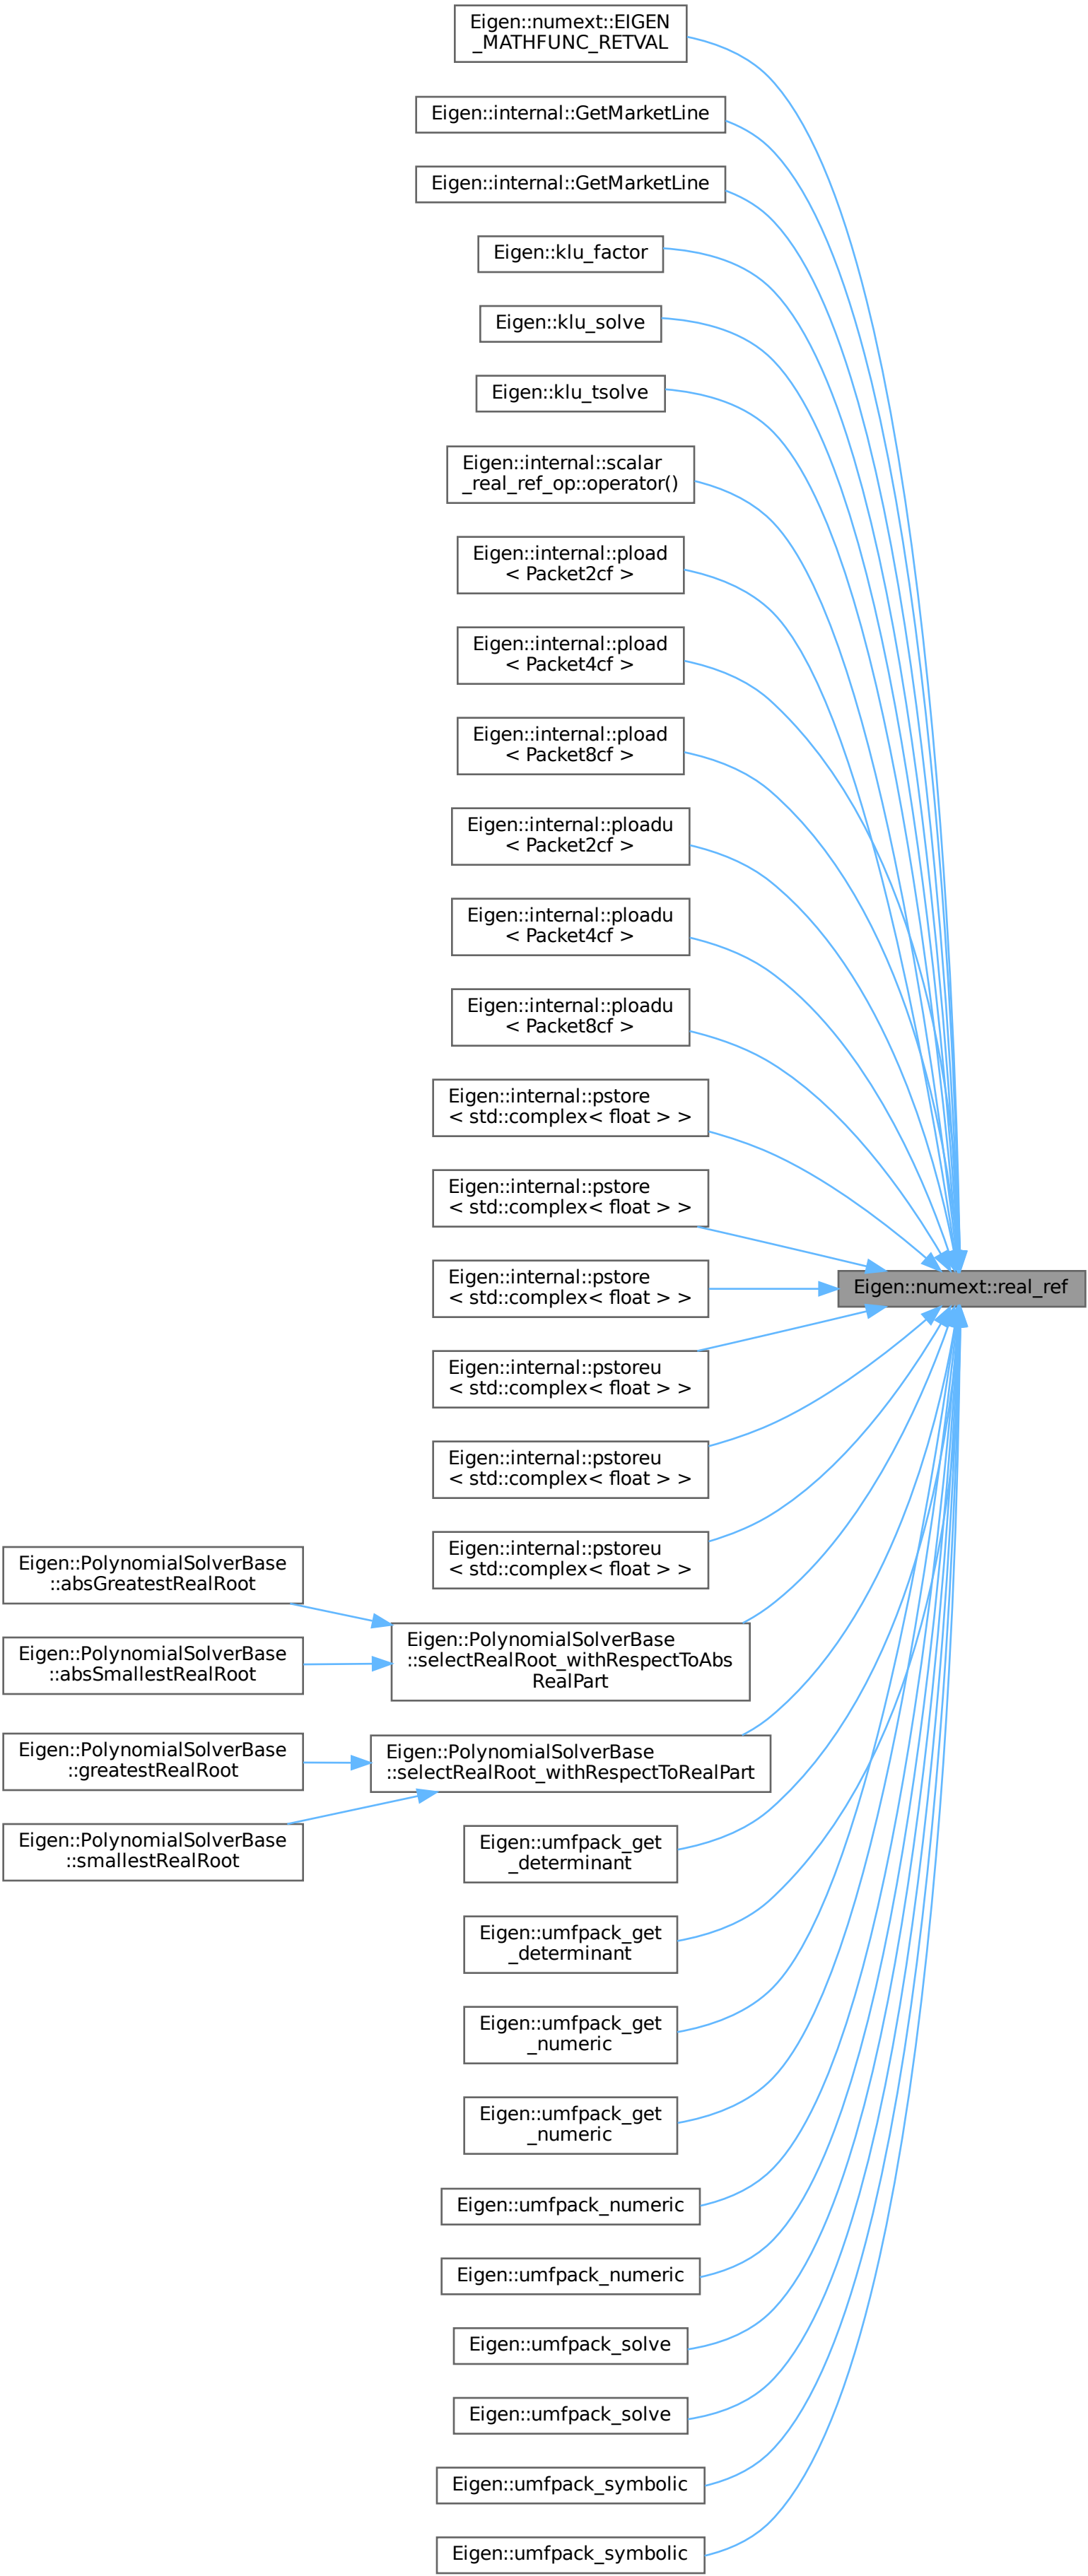 Eigen::numext::EIGEN
_MATHFUNC_RETVAL
Eigen::internal::GetMarketLine
Eigen::internal::GetMarketLine
Eigen::klu_factor
Eigen::klu_solve
Eigen::klu_tsolve
Eigen::internal::scalar
_real_ref_op::operator()
Eigen::internal::pload
< Packet2cf >
Eigen::internal::pload
< Packet4cf >
Eigen::internal::pload
< Packet8cf >
Eigen::internal::ploadu
< Packet2cf >
Eigen::internal::ploadu
< Packet4cf >
Eigen::internal::ploadu
< Packet8cf >
Eigen::internal::pstore
< std::complex< float > >
Eigen::internal::pstore
< std::complex< float > >
Eigen::internal::pstore
< std::complex< float > >
Eigen::numext::real_ref
Eigen::internal::pstoreu
< std::complex< float > >
Eigen::internal::pstoreu
< std::complex< float > >
Eigen::internal::pstoreu
< std::complex< float > >
Eigen::PolynomialSolverBase
::absGreatestRealRoot
Eigen::PolynomialSolverBase
::absSmallestRealRoot
Eigen::PolynomialSolverBase
::selectRealRoot_withRespectToAbs
RealPart
Eigen::PolynomialSolverBase
::greatestRealRoot
Eigen::PolynomialSolverBase
::selectRealRoot_withRespectToRealPart
Eigen::PolynomialSolverBase
::smallestRealRoot
Eigen::umfpack_get
_determinant
Eigen::umfpack_get
_determinant
Eigen::umfpack_get
_numeric
Eigen::umfpack_get
_numeric
Eigen::umfpack_numeric
Eigen::umfpack_numeric
Eigen::umfpack_solve
Eigen::umfpack_solve
Eigen::umfpack_symbolic
Eigen::umfpack_symbolic